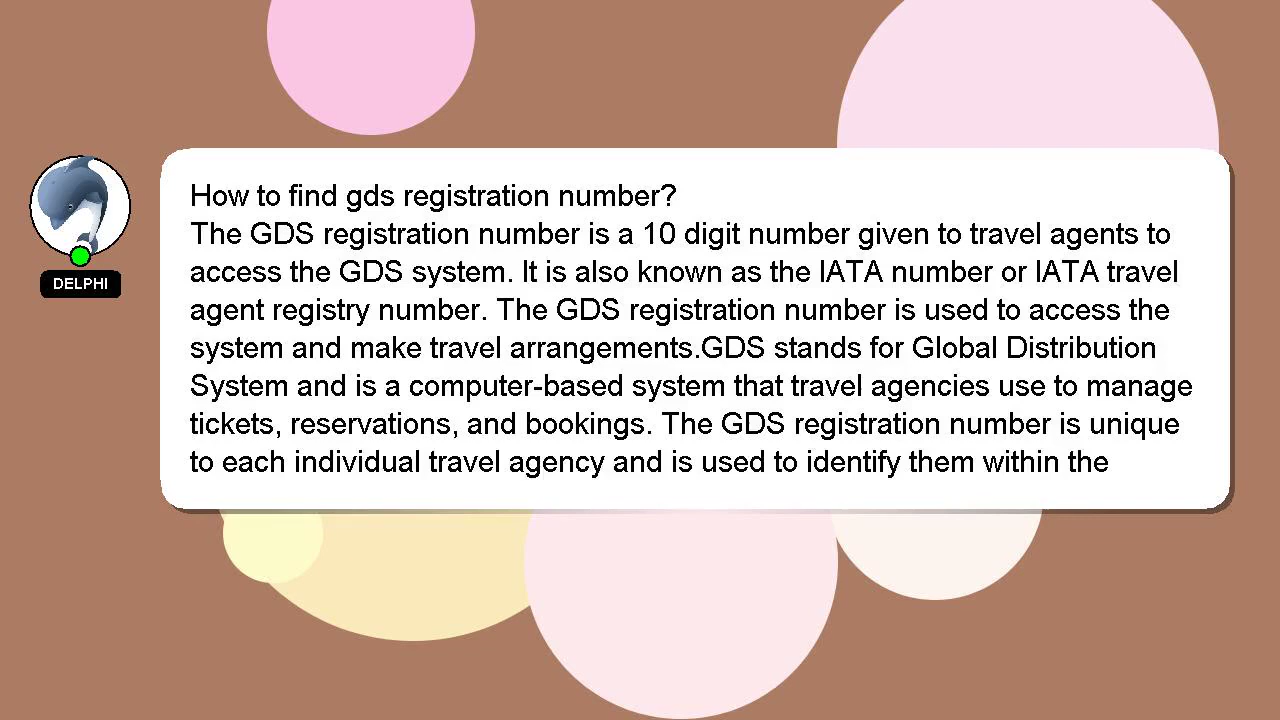 DELPHI
How to find gds registration number?
The GDS registration number is a 10 digit number given to travel agents to
access the GDS system. It is also known as the IATA number or IATA travel
agent registry number. The GDS registration number is used to access the
system and make travel arrangements.GDS stands for Global Distribution
System and is a computer-based system that travel agencies use to manage
tickets, reservations, and bookings. The GDS registration number is unique
to each individual travel agency and is used to identify them within the